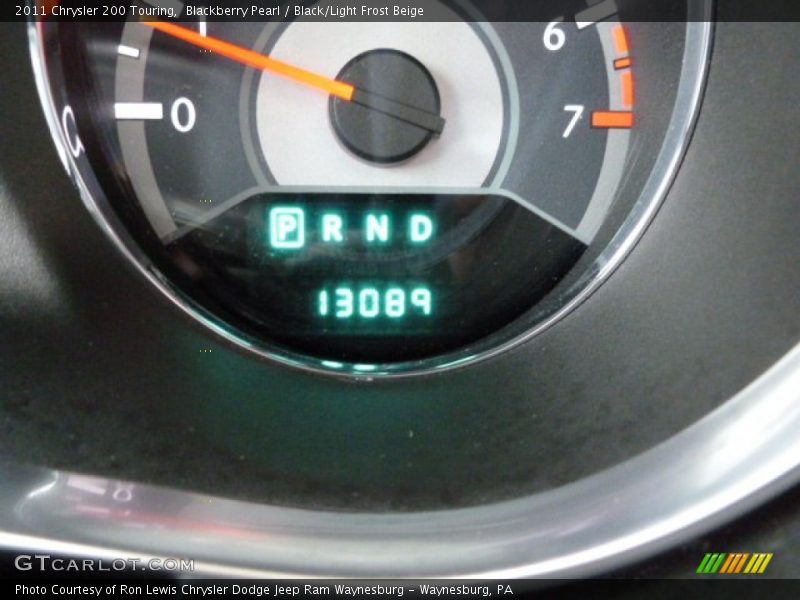 2011 Chrysler 200 Touring, Blackberry Pearl / Black/Light Frost Beige
6
0
7
P R N D
13089
GTCARLOT.COM
Photo Courtesy of Ron Lewis Chrysler Dodge Jeep Ram Waynesburg - Waynesburg, PA